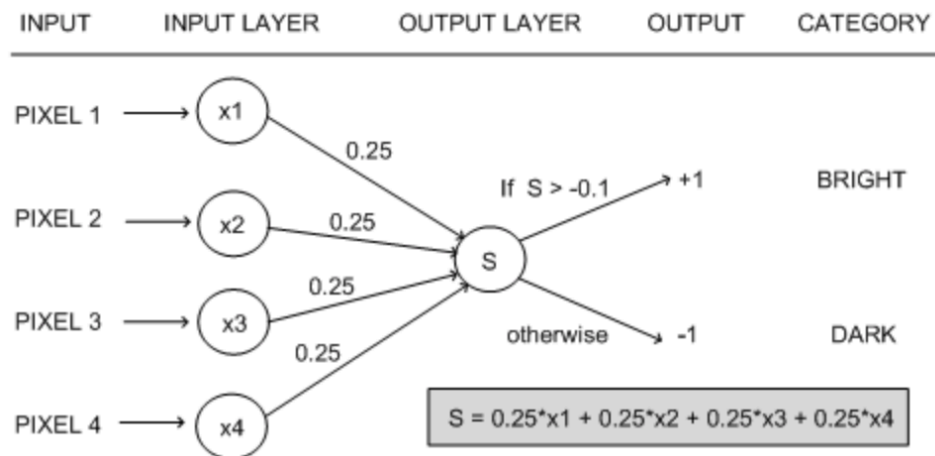 INPUT INPUT LAYER OUTPUT LAYER OUTPUT CATEGORY
PIXEL 1 x1
0.25
If S > -0.1 +1 BRIGHT
PIXEL 2 x2 0.25
S
0.25
PIXEL 3 x3
otherwise -1 DARK
0.25
PIXEL 4 x4
S = 0.25*x1 + 0.25*x2 + 0.25*x3 + 0.25*x4